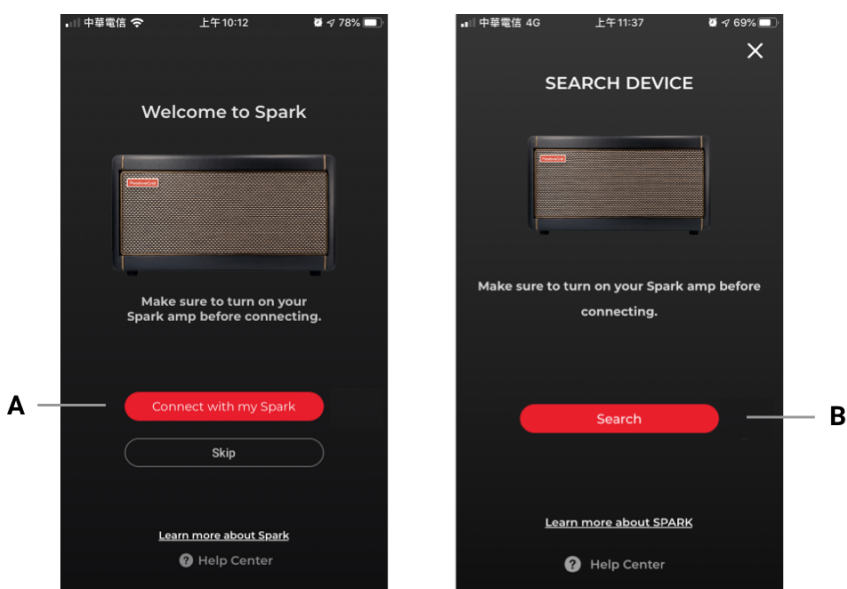 中華電信
上午10:12
78%
Welcome to Spark
Make sure to turn on your
Spark amp before connecting.
A
Connect with my Spark
Skip
Learn more about Spark
? Help Center
中華電信 4G
上午11:37
69%
SEARCH DEVICE
Make sure to turn on your Spark amp before
connecting.
Search
B
Learn more about SPARK
? Help Center